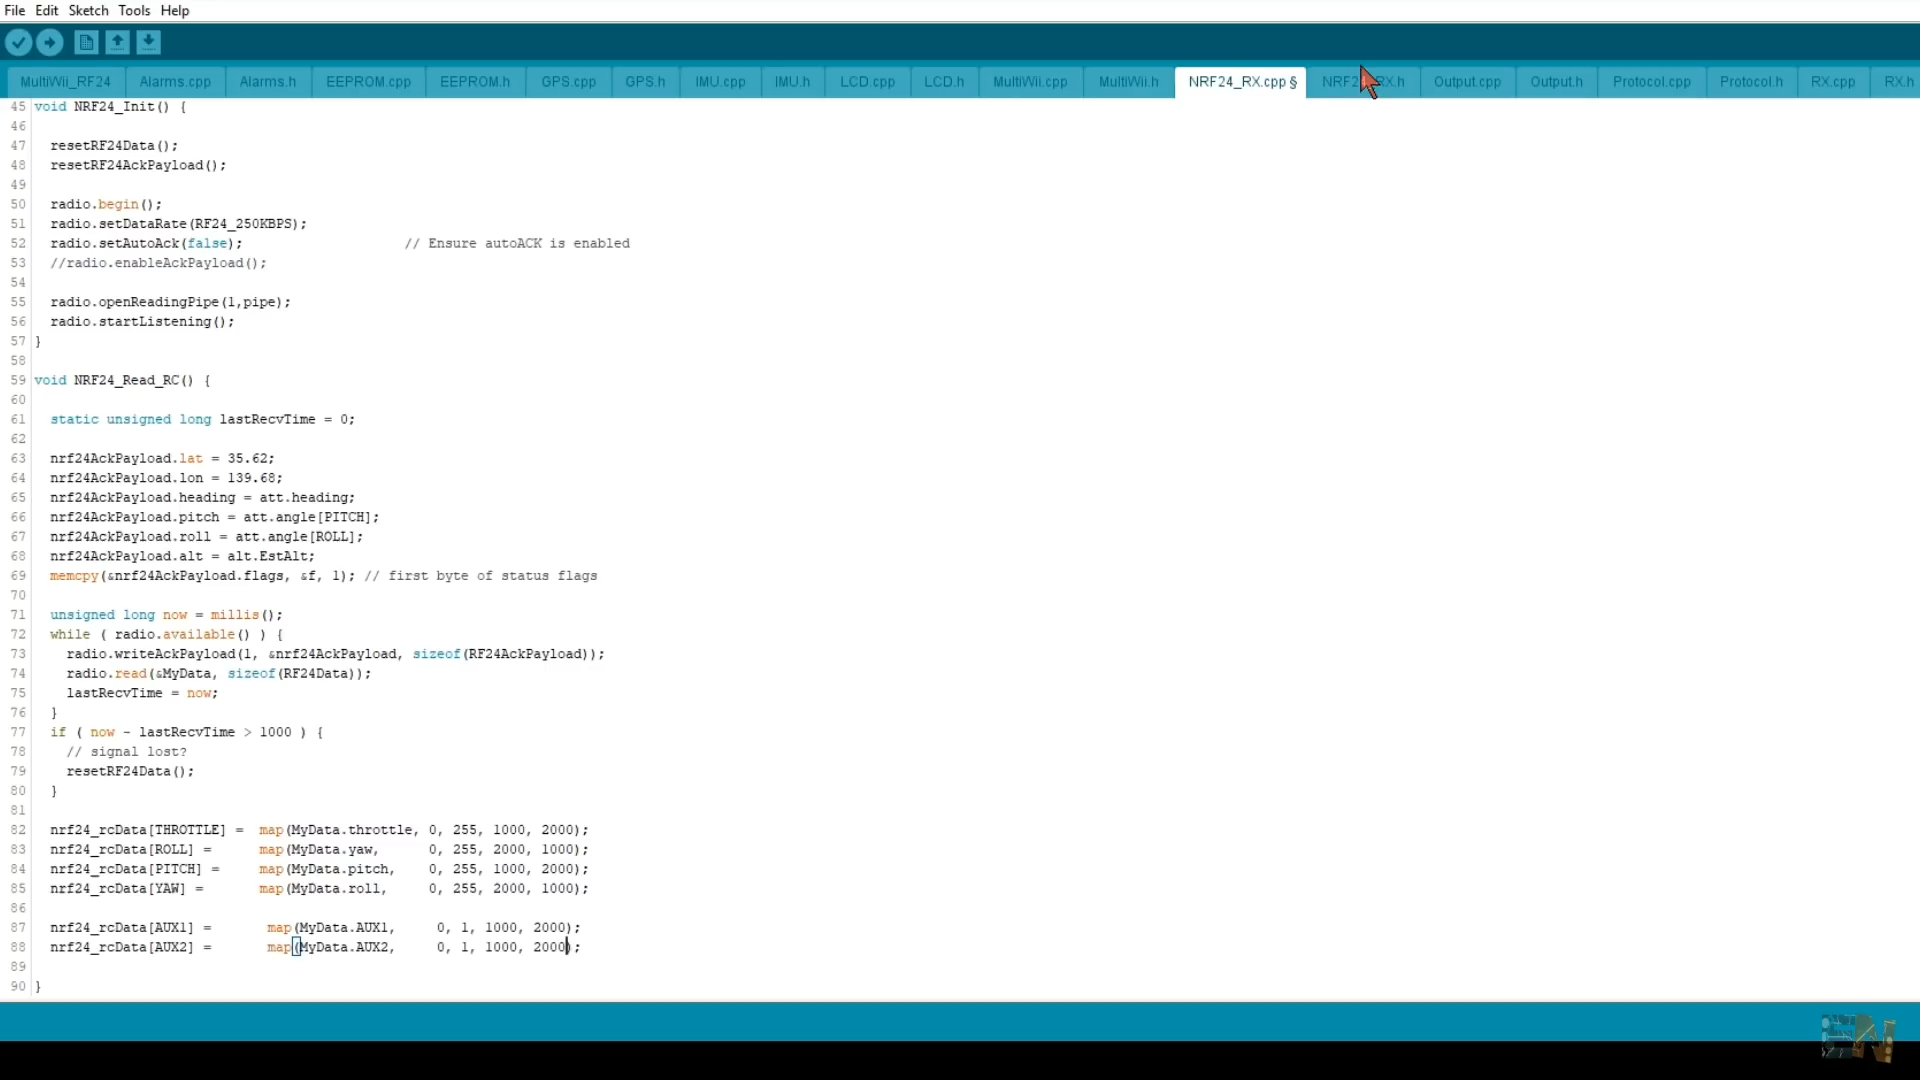 File Edit Sketch Tools Help
MultiWii_RF24 Alarms.cpp Alarms.h EEPROM.cpp EEPROM.h GPS.cpp GPS.h IMU.cpp IMU.h LCD.cpp LCD.h MultiWii.cpp MultiWii.h NRF24_RX.cpp § NRF24_RX.h Output.cpp Output.h Protocol.cpp Protocol.h RX.cpp RX.h
45 void NRF24_Init() {
46
47 resetRF24Data();
48 resetRF24AckPayload();
49
50 radio.begin();
51 radio.setDataRate(RF24_250KBPS);
52 radio.setAutoAck(false); // Ensure autoACK is enabled
53 //radio.enableAckPayload();
54
55 radio.openReadingPipe(1,pipe);
56 radio.startListening();
57 }
58
59 void NRF24_Read_RC() {
60
61 static unsigned long lastRecvTime = 0;
62
63 nrf24AckPayload.lat = 35.62;
64 nrf24AckPayload.lon = 139.68;
65 nrf24AckPayload.heading = att.heading;
66 nrf24AckPayload.pitch = att.angle[PITCH];
67 nrf24AckPayload.roll = att.angle[ROLL];
68 nrf24AckPayload.alt = alt.EstAlt;
69 memcpy(&nrf24AckPayload.flags, &f, 1); // first byte of status flags
70
71 unsigned long now = millis();
72 while ( radio.available() ) {
73 radio.writeAckPayload(1, &nrf24AckPayload, sizeof(RF24AckPayload));
74 radio.read(&MyData, sizeof(RF24Data));
75 lastRecvTime = now;
76 }
77 if ( now - lastRecvTime > 1000 ) {
78 // signal lost?
79 resetRF24Data();
80 }
81
82 nrf24_rcData[THROTTLE] = map(MyData.throttle, 0, 255, 1000, 2000);
83 nrf24_rcData[ROLL] = map(MyData.yaw, 0, 255, 2000, 1000);
84 nrf24_rcData[PITCH] = map(MyData.pitch, 0, 255, 1000, 2000);
85 nrf24_rcData[YAW] = map(MyData.roll, 0, 255, 2000, 1000);
86
87 nrf24_rcData[AUX1] = map(MyData.AUX1, 0, 1, 1000, 2000);
88 nrf24_rcData[AUX2] = map(MyData.AUX2, 0, 1, 1000, 2000);
89
90 }